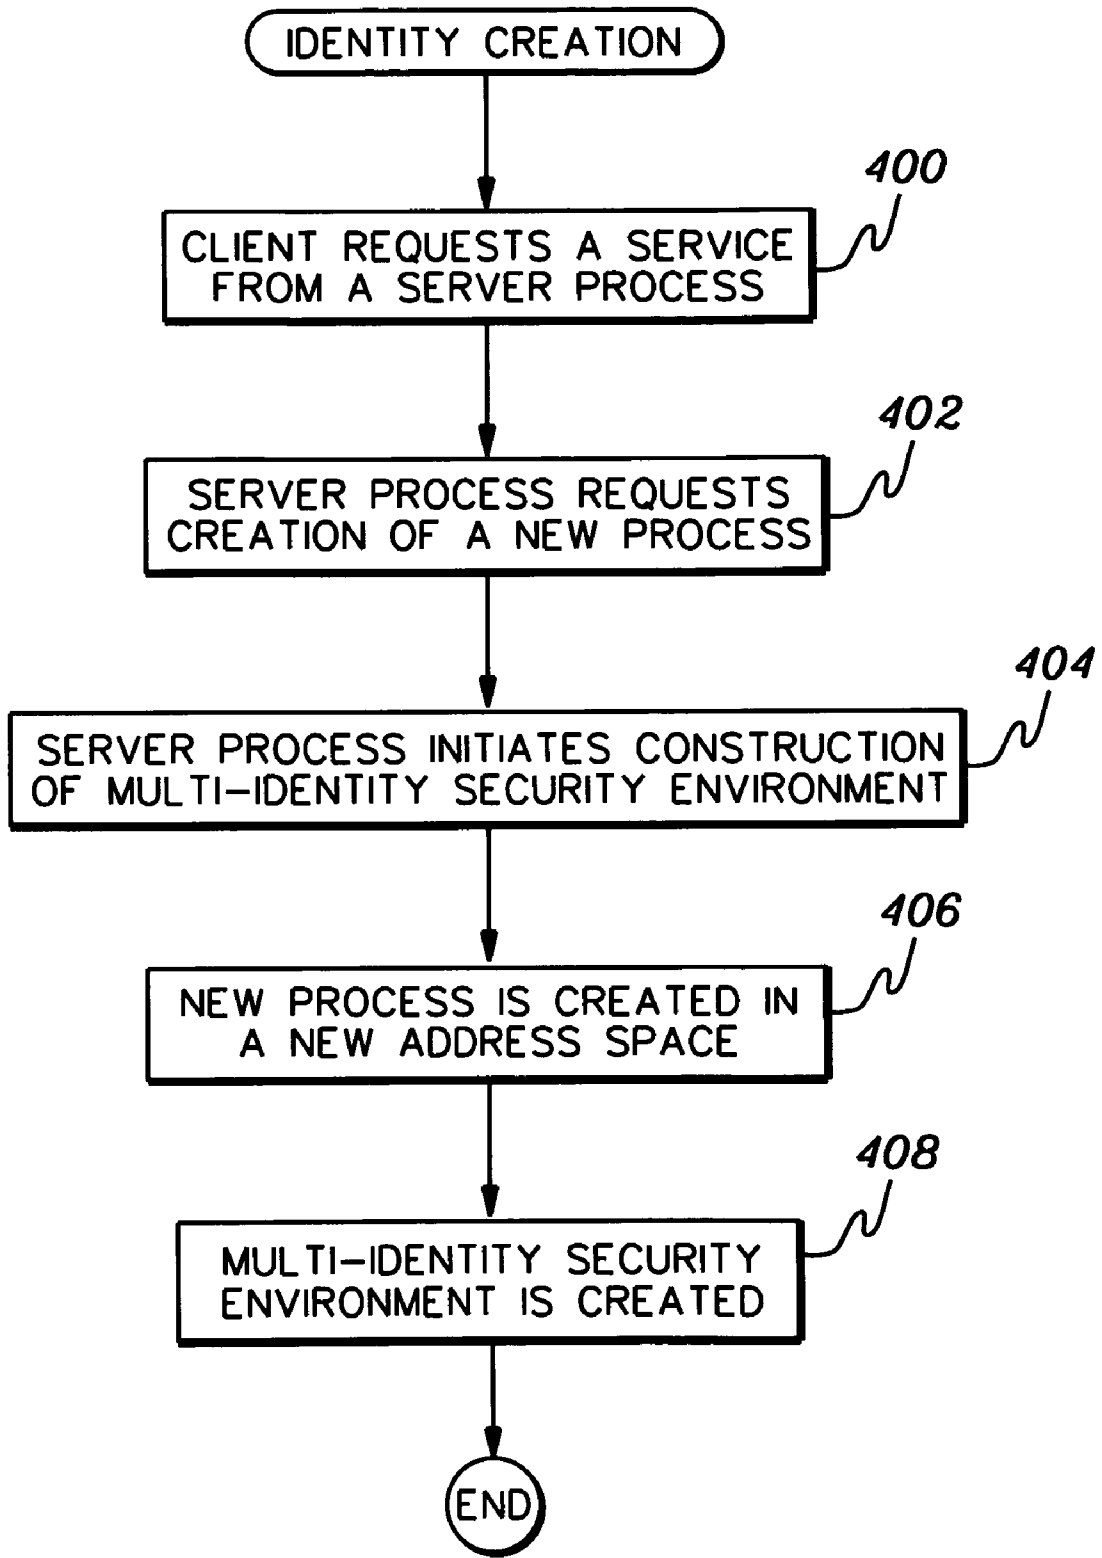 IDENTITY CREATION
400
CLIENT REQUESTS A SERVICE
FROM A SERVER PROCESS
402
SERVER PROCESS REQUESTS
CREATION OF A NEW PROCESS
404
SERVER PROCESS INITIATES CONSTRUCTION
OF MULTI-IDENTITY SECURITY ENVIRONMENT
406
NEW PROCESS IS CREATED IN
A NEW ADDRESS SPACE
408
MULTI-IDENTITY SECURITY
ENVIRONMENT IS CREATED
END